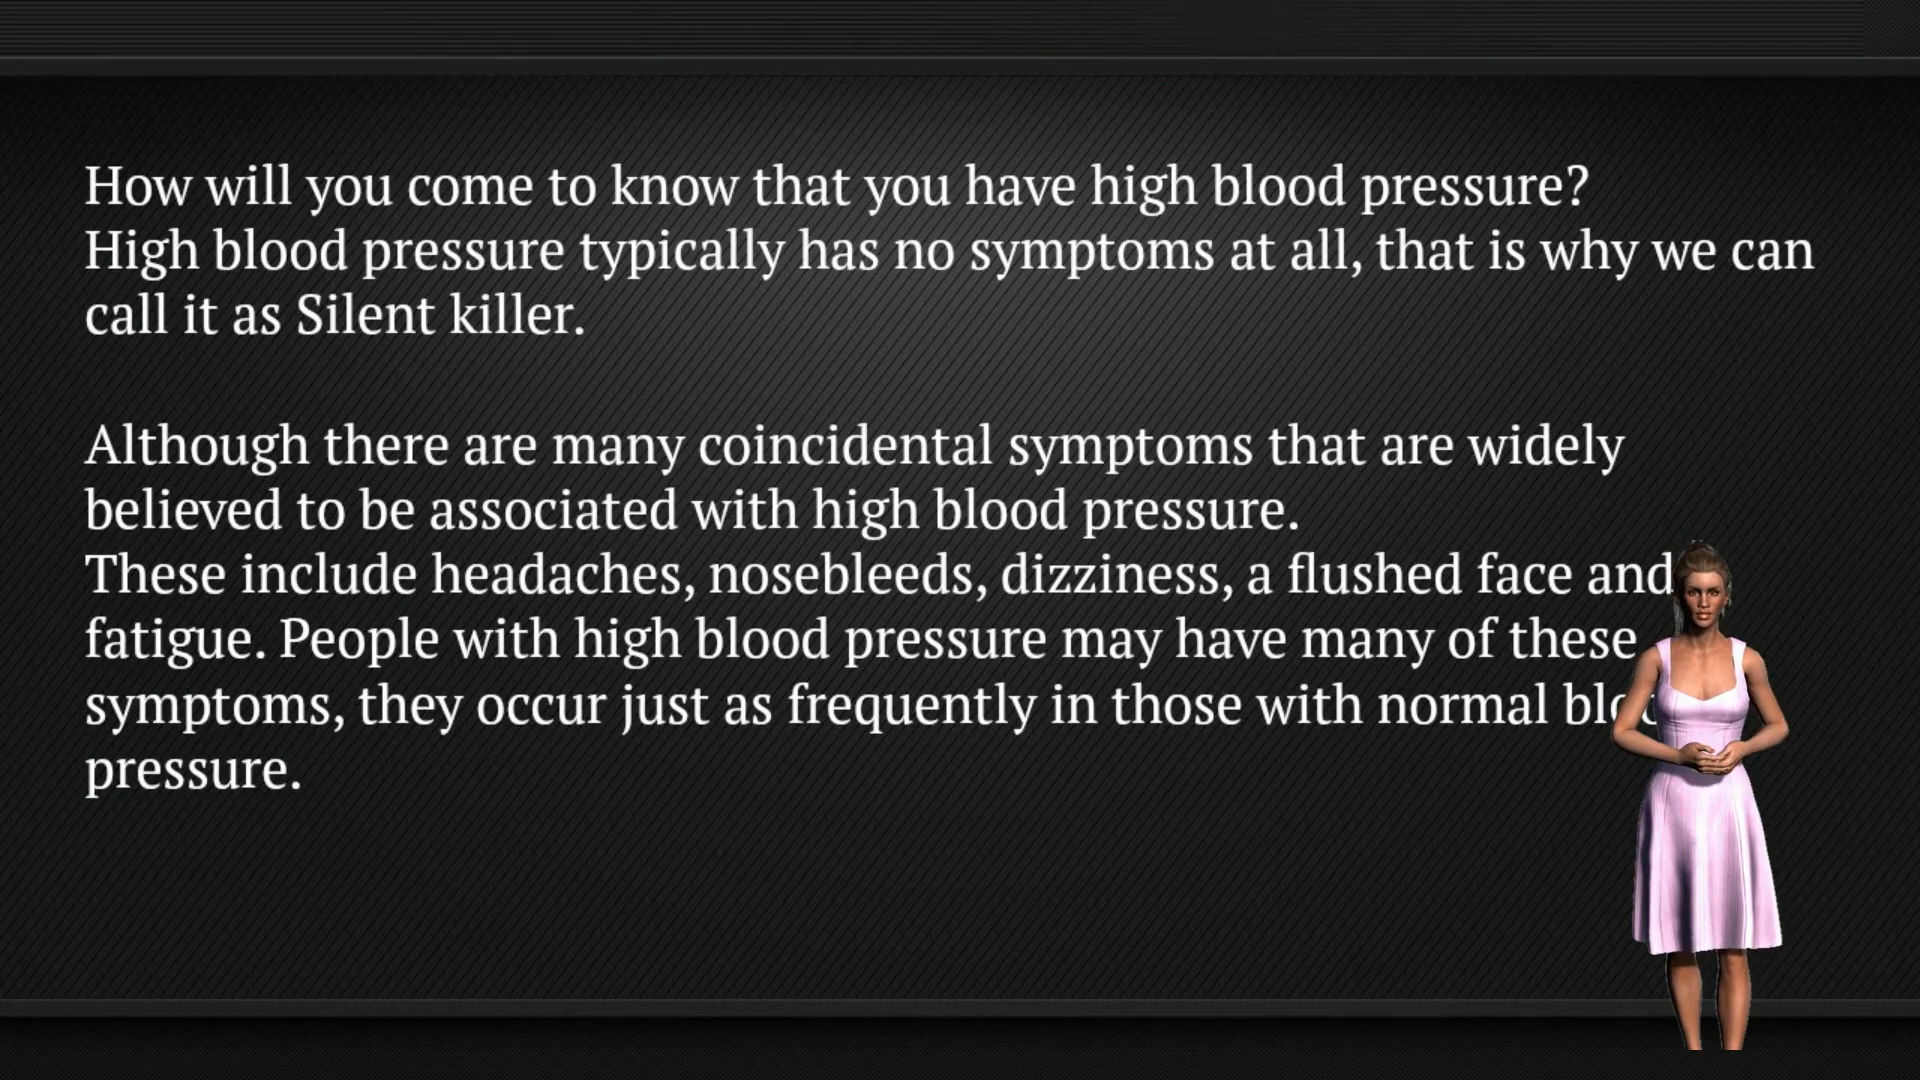 How will you come to know that you have high blood pressure?
High blood pressure typically has no symptoms at all, that is why we can
call it as Silent killer.
Although there are many coincidental symptoms that are widely
believed to be associated with high blood pressure.
These include headaches, nosebleeds, dizziness, a flushed face and
fatigue. People with high blood pressure may have many of these
symptoms, they occur just as frequently in those with normal
pressure.